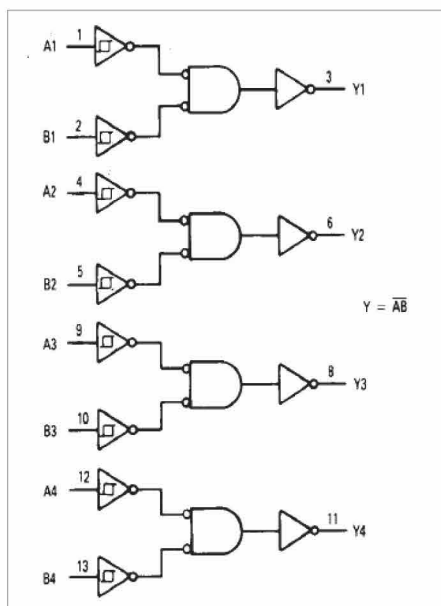 A1 1
3 Y1
B1 2
A2 4
6 Y2
B2 5
Y = A̅B̅
A3 9
8 Y3
B3 10
A4 12
11 Y4
B4 13